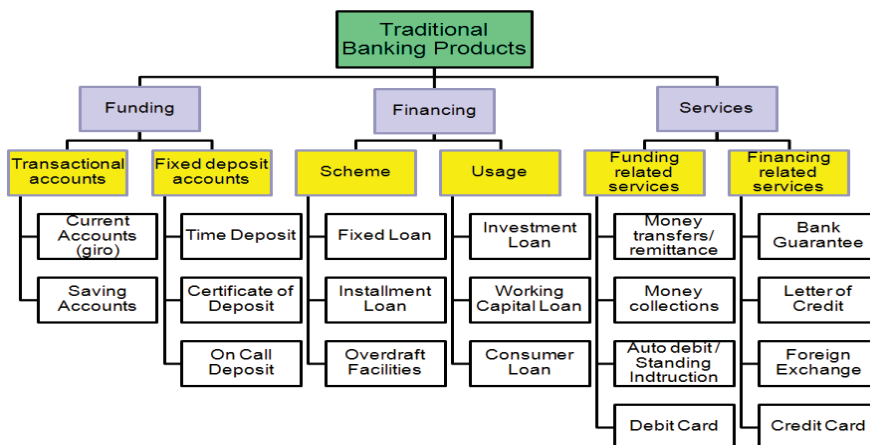 Traditional
Banking Products
Funding
Financing
Services
Transactional
accounts
Fixed deposit
accounts
Scheme
Usage
Funding
related
services
Financing
related
services
Current
Accounts
(giro)
Time Deposit
Fixed Loan
Investment
Loan
Money
transfers/
remittance
Bank
Guarantee
Saving
Accounts
Certificate of
Deposit
Installment
Loan
Working
Capital Loan
Money
collections
Letter of
Credit
On Call
Deposit
Overdraft
Facilities
Consumer
Loan
Auto debit /
Standing
Indtruction
Foreign
Exchange
Debit Card
Credit Card